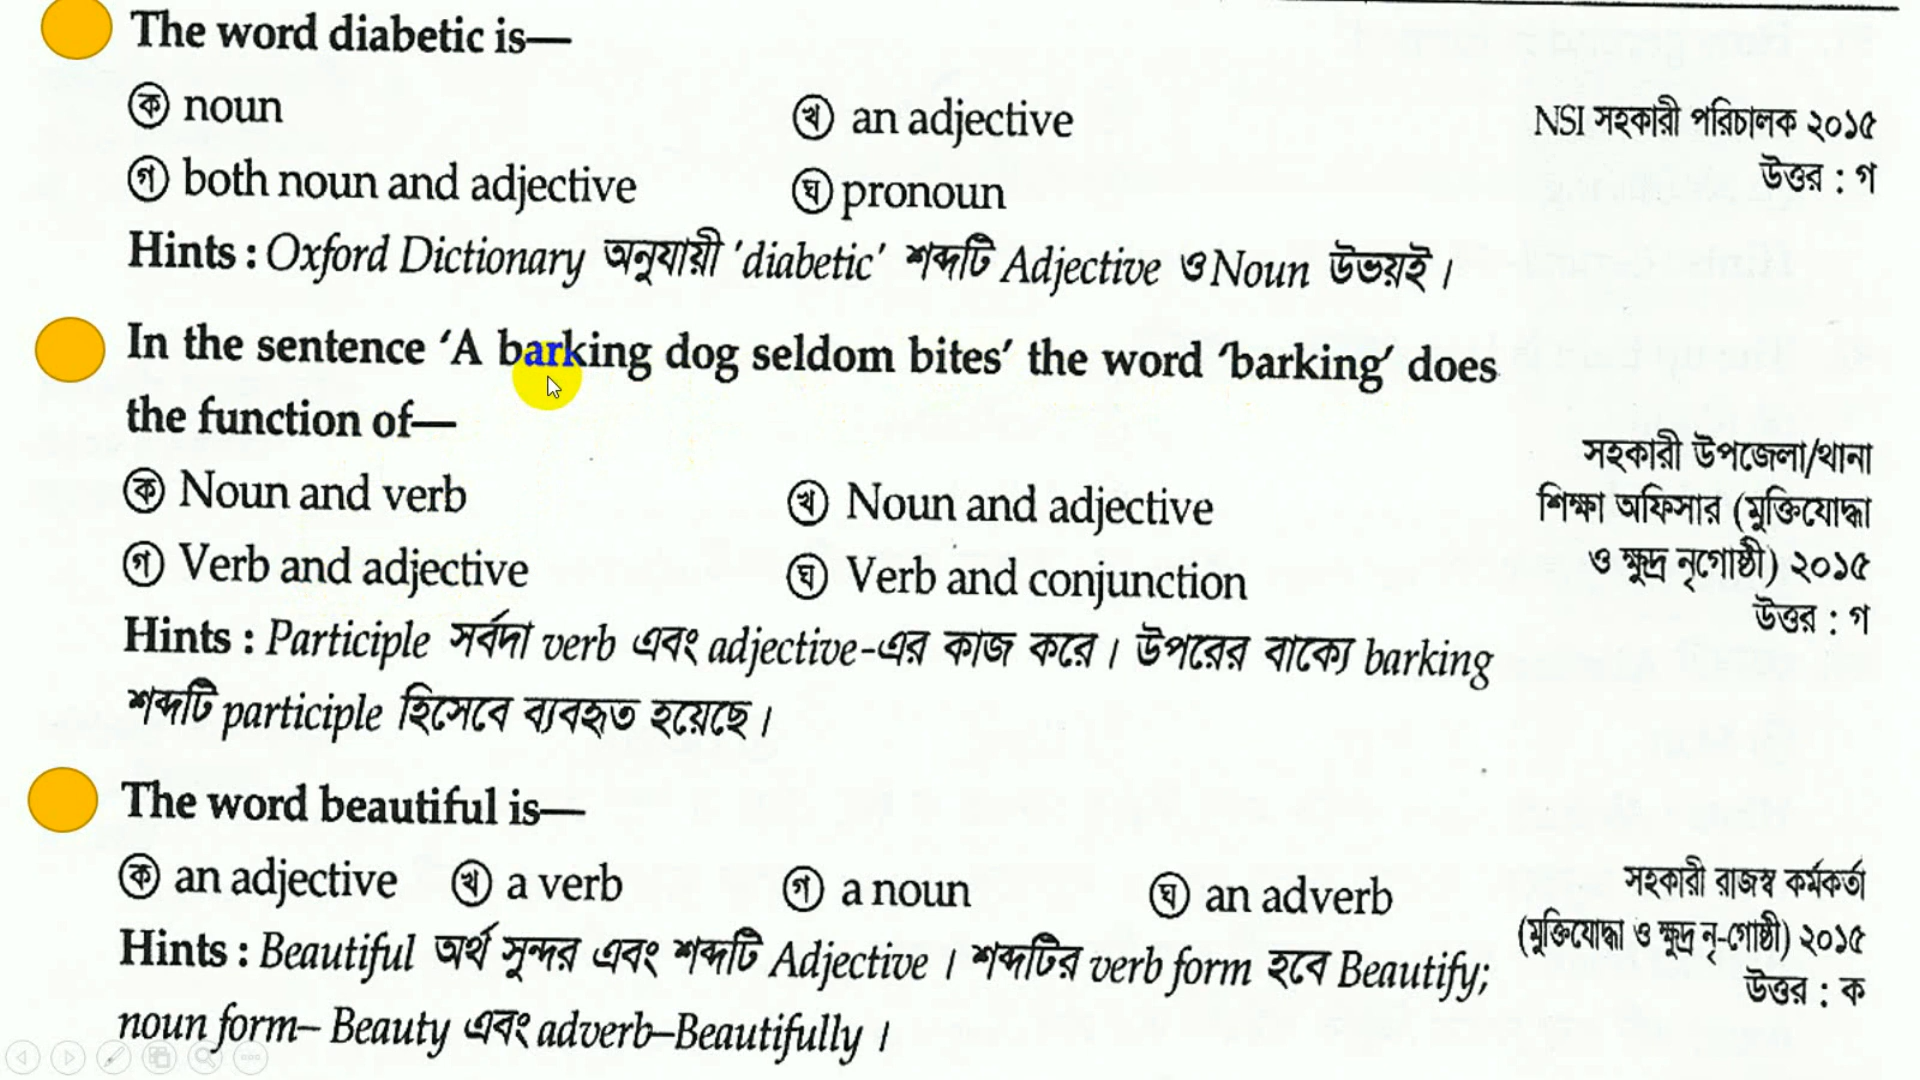 The word diabetic is—
ক noun
খ an adjective
NSI সহকারী পরিচালক ২০১৫
গ both noun and adjective
ঘ pronoun
উত্তর : গ
Hints : Oxford Dictionary অনুযায়ী 'diabetic' শব্দটি Adjective ও Noun উভয়ই।
In the sentence ‘A barking dog seldom bites’ the word ‘barking’ does
the function of—
ক Noun and verb
খ Noun and adjective
গ Verb and adjective
ঘ Verb and conjunction
সহকারী উপজেলা/থানা
শিক্ষা অফিসার (মুক্তিযোদ্ধা
ও ক্ষুদ্র নৃগোষ্ঠী) ২০১৫
উত্তর : গ
Hints : Participle সর্বদা verb এবং adjective-এর কাজ করে। উপরের বাক্যে barking
শব্দটি participle হিসেবে ব্যবহৃত হয়েছে।
The word beautiful is—
ক an adjective খ a verb গ a noun ঘ an adverb
সহকারী রাজস্ব কর্মকর্তা
(মুক্তিযোদ্ধা ও ক্ষুদ্র নৃ-গোষ্ঠী) ২০১৫
উত্তর : ক
Hints : Beautiful অর্থ সুন্দর এবং শব্দটি Adjective । শব্দটির verb form হবে Beautify;
noun form– Beauty এবং adverb–Beautifully ।